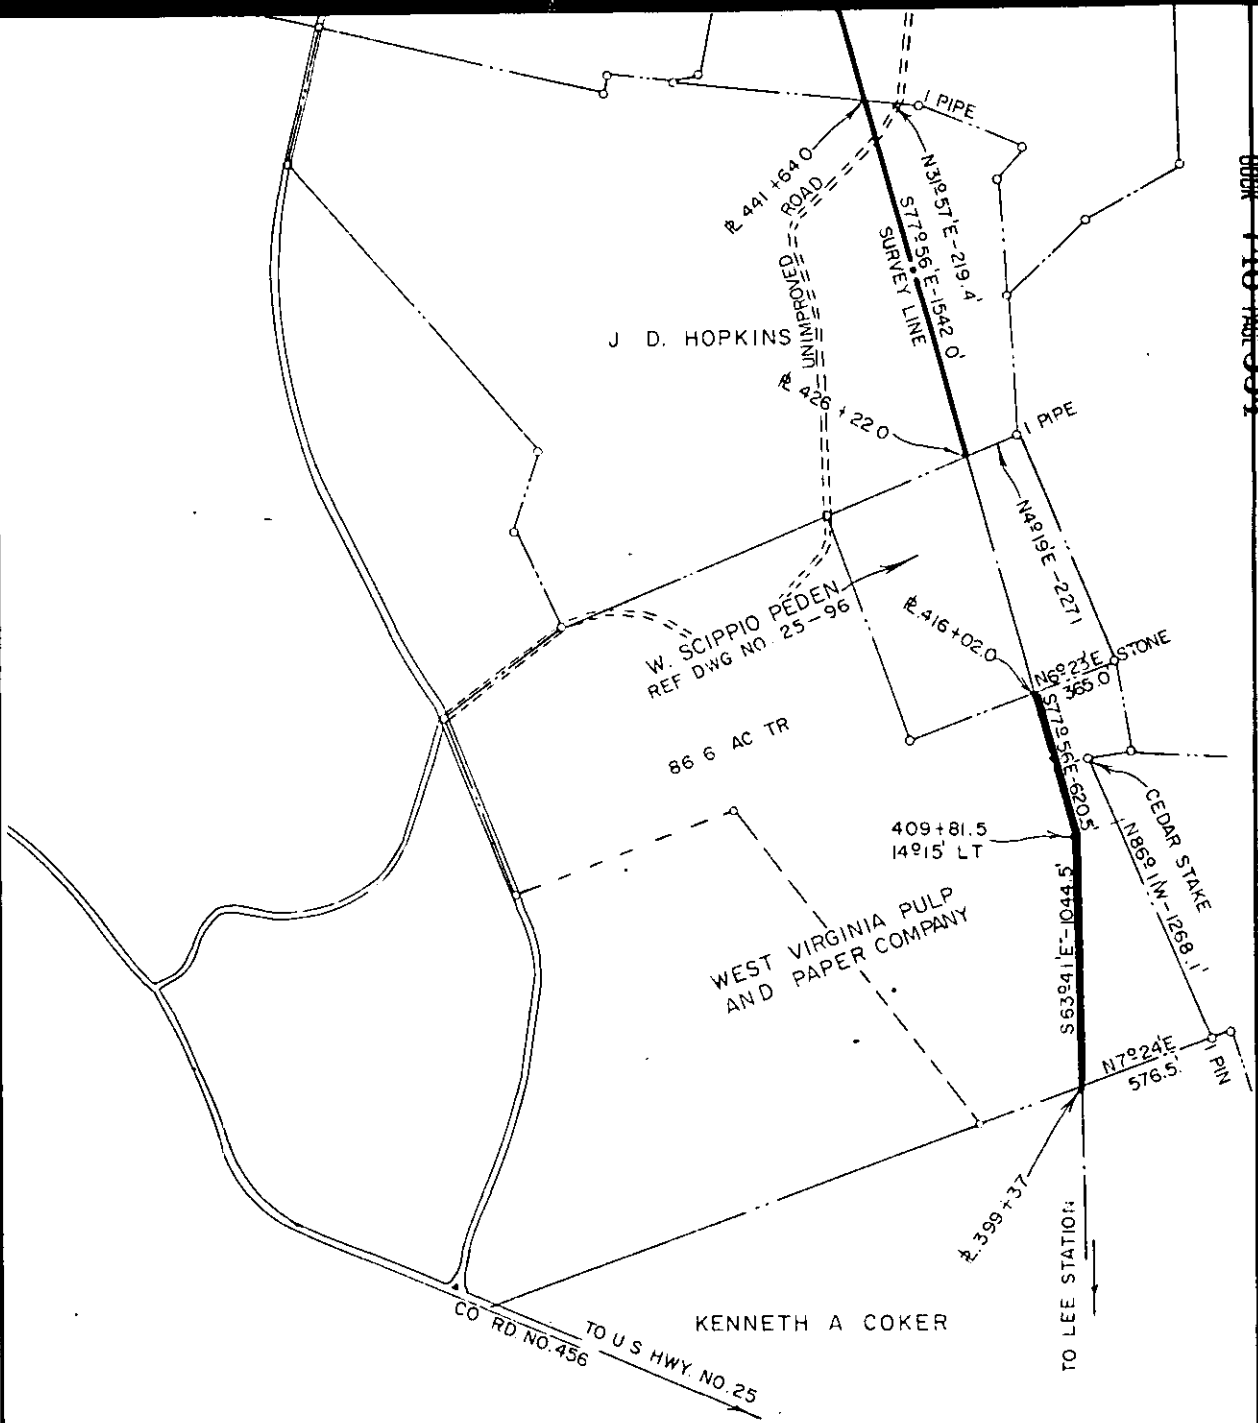 I PIPE
℄ 441 +64 0
ROAD
N31°57'E-219.4'
S77°56'E-1542 0'
SURVEY LINE
UNIMPROVED
J D. HOPKINS
℄ 426 + 22 0
I PIPE
N4°19'E-227.1
W. SCIPPIO PEDEN
REF DWG NO. 25-96
℄ 416+02.0
N6°23'E
365.0'
STONE
S77°56'E-620.5'
86 6 AC TR
409+81.5
14°15' LT
CEDAR STAKE
N86°11'W-1268.1'
WEST VIRGINIA PULP
AND PAPER COMPANY
S63°41'E-1044.5'
N7°24'E
576.5'
I PIN
℄ 399+37
TO LEE STATION
KENNETH A COKER
CO RD. NO. 456
TO U S HWY. NO. 25